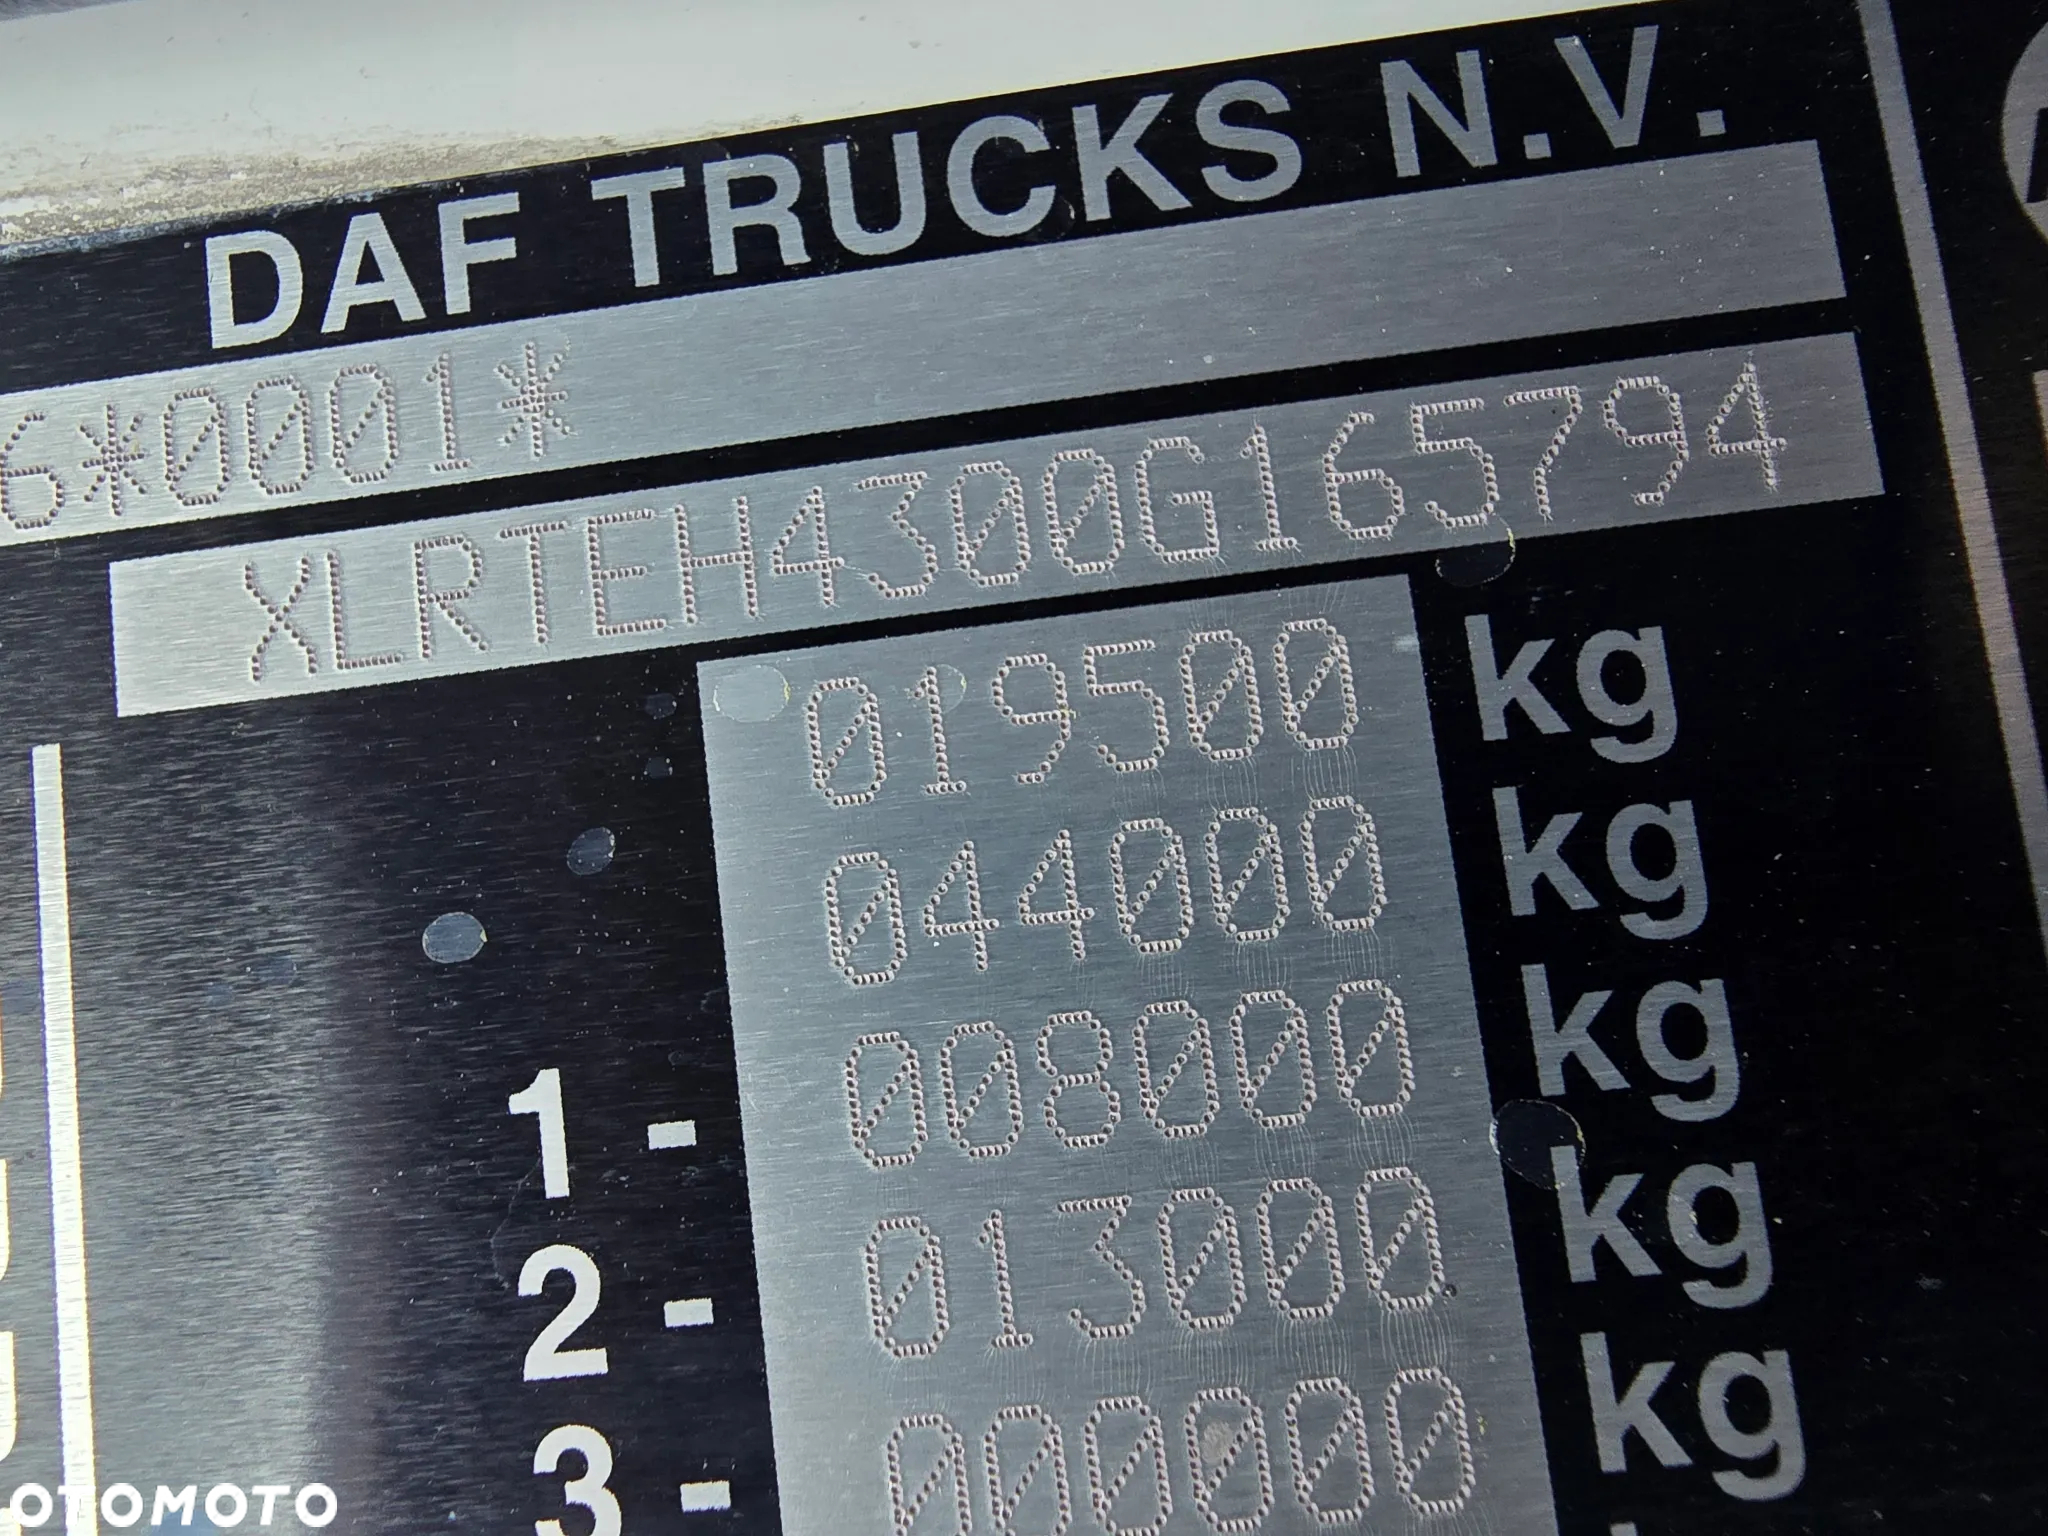 DAF TRUCKS N.V.
6*0001*
XLRTEH4300G165794
019500 kg
044000 kg
1 - 008000 kg
2 - 013000 kg
3 - 000000 kg
OTOMOTO